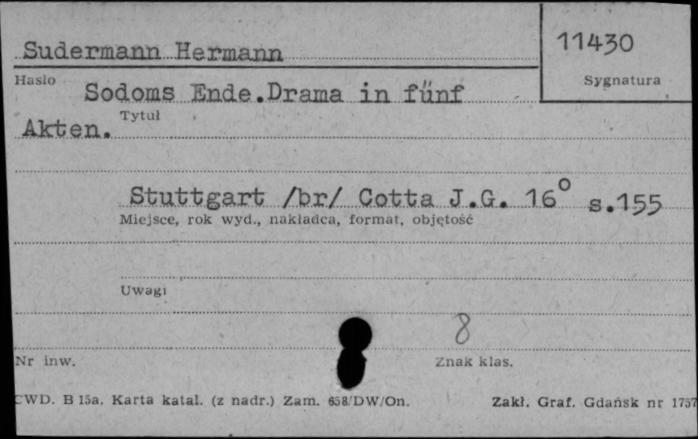 Sudermann Hermann
11430
Hasło
Sygnatura
Sodoms Ende.Drama in fünf
Tytuł
Akten.
Stuttgart /br/ Cotta J.G. 16° s.155
Miejsce, rok wyd., nakładca, format, objętość
Uwagi
8
Nr inw.
Znak klas.
CWD. B 15a. Karta katal. (z nadr.) Zam. 658/DW/On.
Zakł. Graf. Gdańsk nr 1757